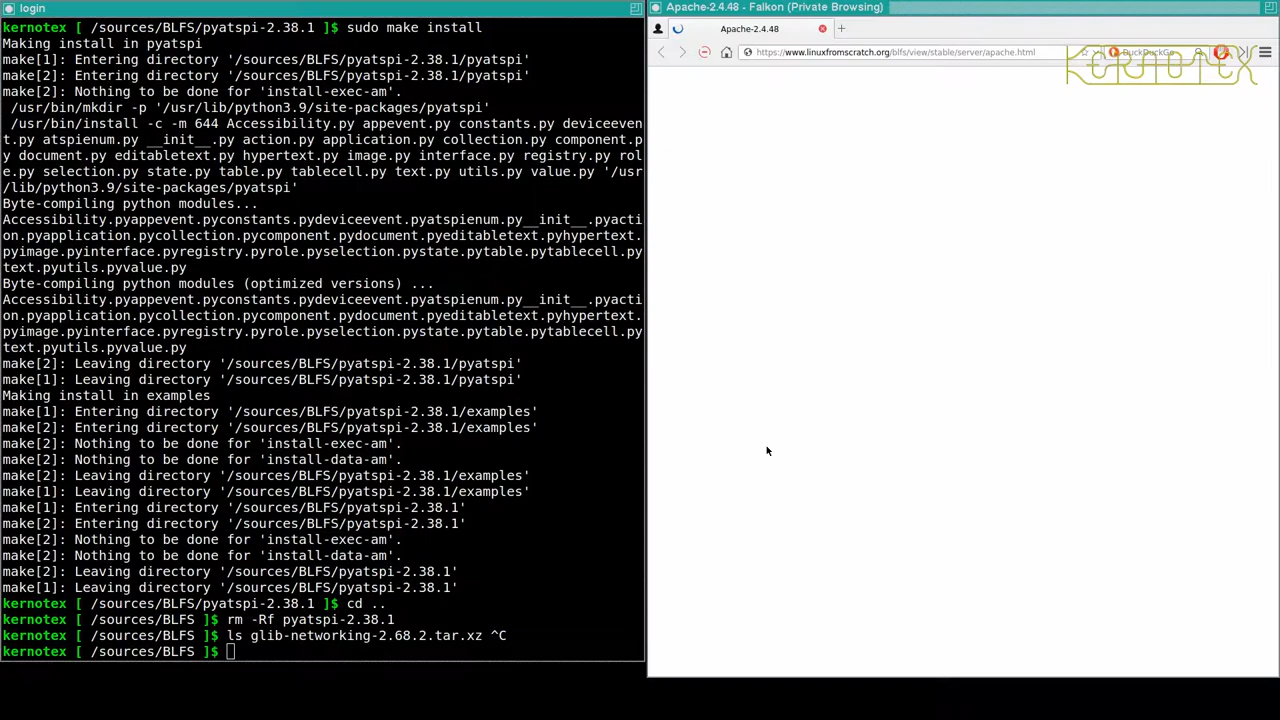 login
kernotex [ /sources/BLFS/pyatspi-2.38.1 ]$ sudo make install
Making install in pyatspi
make[1]: Entering directory '/sources/BLFS/pyatspi-2.38.1/pyatspi'
make[2]: Entering directory '/sources/BLFS/pyatspi-2.38.1/pyatspi'
make[2]: Nothing to be done for 'install-exec-am'.
/usr/bin/mkdir -p '/usr/lib/python3.9/site-packages/pyatspi'
/usr/bin/install -c -m 644 Accessibility.py appevent.py constants.py deviceeven
t.py atspienum.py __init__.py action.py application.py collection.py component.p
y document.py editabletext.py hypertext.py image.py interface.py registry.py rol
e.py selection.py state.py table.py tablecell.py text.py utils.py value.py '/usr
/lib/python3.9/site-packages/pyatspi'
Byte-compiling python modules...
Accessibility.pyappevent.pyconstants.pydeviceevent.pyatspienum.py__init__.pyacti
on.pyapplication.pycollection.pycomponent.pydocument.pyeditabletext.pyhypertext.
pyimage.pyinterface.pyregistry.pyrole.pyselection.pystate.pytable.pytablecell.py
text.pyutils.pyvalue.py
Byte-compiling python modules (optimized versions) ...
Accessibility.pyappevent.pyconstants.pydeviceevent.pyatspienum.py__init__.pyacti
on.pyapplication.pycollection.pycomponent.pydocument.pyeditabletext.pyhypertext.
pyimage.pyinterface.pyregistry.pyrole.pyselection.pystate.pytable.pytablecell.py
text.pyutils.pyvalue.py
make[2]: Leaving directory '/sources/BLFS/pyatspi-2.38.1/pyatspi'
make[1]: Leaving directory '/sources/BLFS/pyatspi-2.38.1/pyatspi'
Making install in examples
make[1]: Entering directory '/sources/BLFS/pyatspi-2.38.1/examples'
make[2]: Entering directory '/sources/BLFS/pyatspi-2.38.1/examples'
make[2]: Nothing to be done for 'install-exec-am'.
make[2]: Nothing to be done for 'install-data-am'.
make[2]: Leaving directory '/sources/BLFS/pyatspi-2.38.1/examples'
make[1]: Leaving directory '/sources/BLFS/pyatspi-2.38.1/examples'
make[1]: Entering directory '/sources/BLFS/pyatspi-2.38.1'
make[2]: Entering directory '/sources/BLFS/pyatspi-2.38.1'
make[2]: Nothing to be done for 'install-exec-am'.
make[2]: Nothing to be done for 'install-data-am'.
make[2]: Leaving directory '/sources/BLFS/pyatspi-2.38.1'
make[1]: Leaving directory '/sources/BLFS/pyatspi-2.38.1'
kernotex [ /sources/BLFS/pyatspi-2.38.1 ]$ cd ..
kernotex [ /sources/BLFS ]$ rm -Rf pyatspi-2.38.1
kernotex [ /sources/BLFS ]$ ls glib-networking-2.68.2.tar.xz ^C
kernotex [ /sources/BLFS ]$
Apache-2.4.48 - Falkon (Private Browsing)
Apache-2.4.48
https://www.linuxfromscratch.org/blfs/view/stable/server/apache.html
DuckDuckGo
KERNOTEX